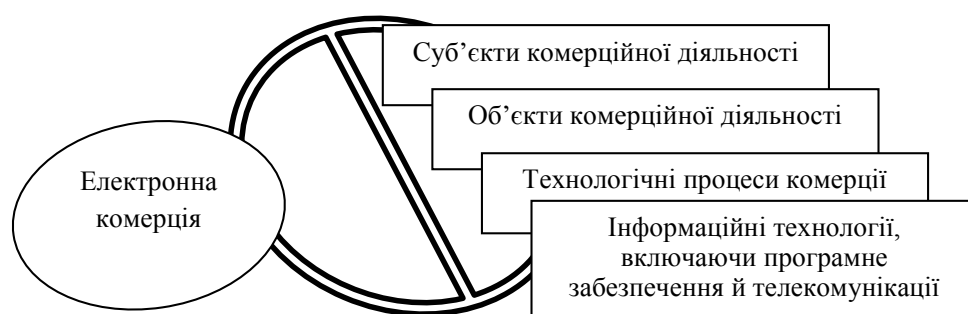 Суб’єкти комерційної діяльності
Об’єкти комерційної діяльності
Електронна
комерція
Технологічні процеси комерції
Інформаційні технології,
включаючи програмне
забезпечення й телекомунікації